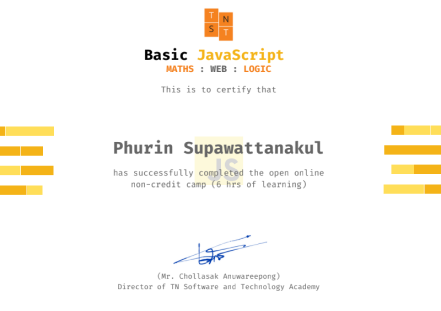 T N
S T
Basic JavaScript
MATHS : WEB : LOGIC
This is to certify that
Phurin Supawattanakul
JS
has successfully completed the open online
non-credit camp (6 hrs of learning)
(Mr. Chollasak Anuwareepong)
Director of TN Software and Technology Academy